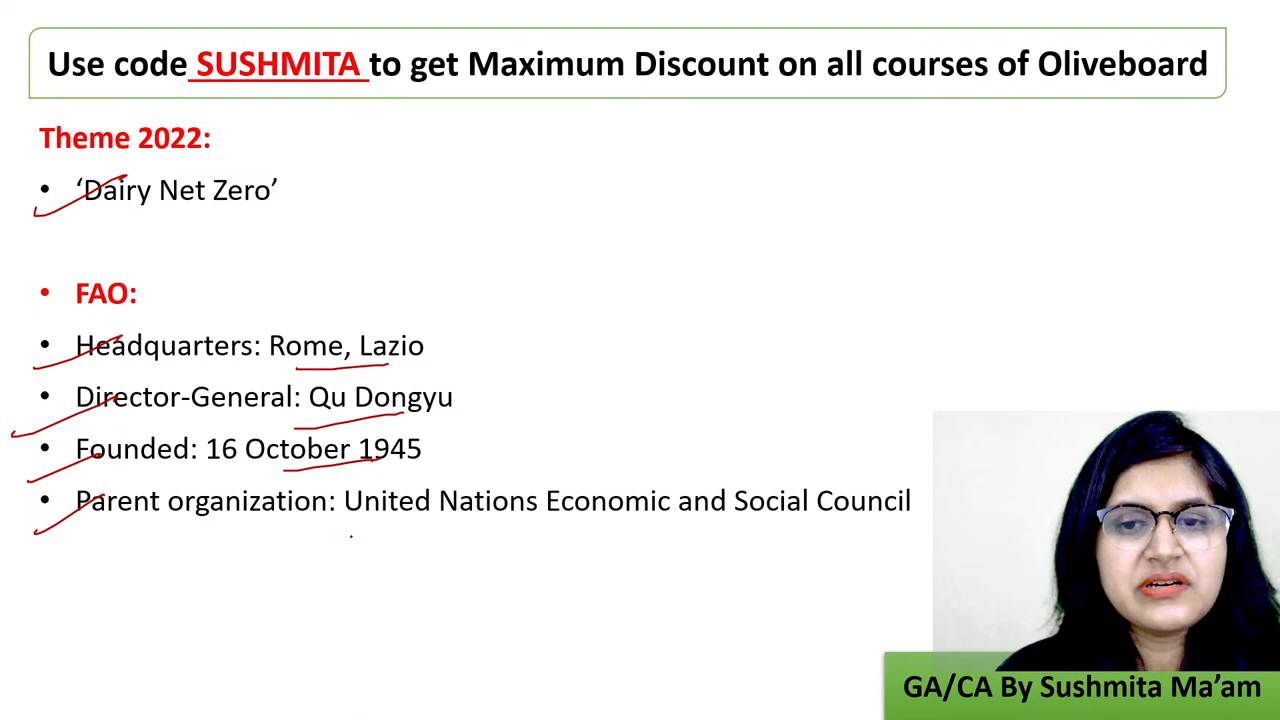 Use code SUSHMITA to get Maximum Discount on all courses of Oliveboard
Theme 2022:
• ‘Dairy Net Zero’
• FAO:
• Headquarters: Rome, Lazio
• Director-General: Qu Dongyu
• Founded: 16 October 1945
• Parent organization: United Nations Economic and Social Council
GA/CA By Sushmita Ma’am